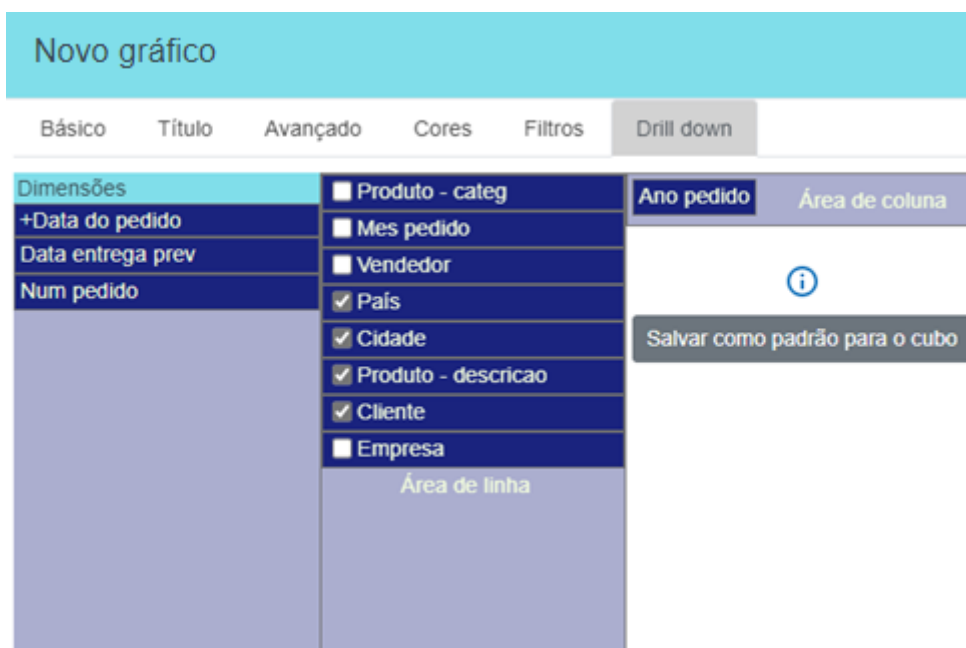 Novo gráfico
Básico Título Avançado Cores Filtros Drill down
Dimensões
+Data do pedido
Data entrega prev
Num pedido
Produto - categ
Mes pedido
Vendedor
País
Cidade
Produto - descricao
Cliente
Empresa
Área de linha
Ano pedido Área de coluna
Salvar como padrão para o cubo